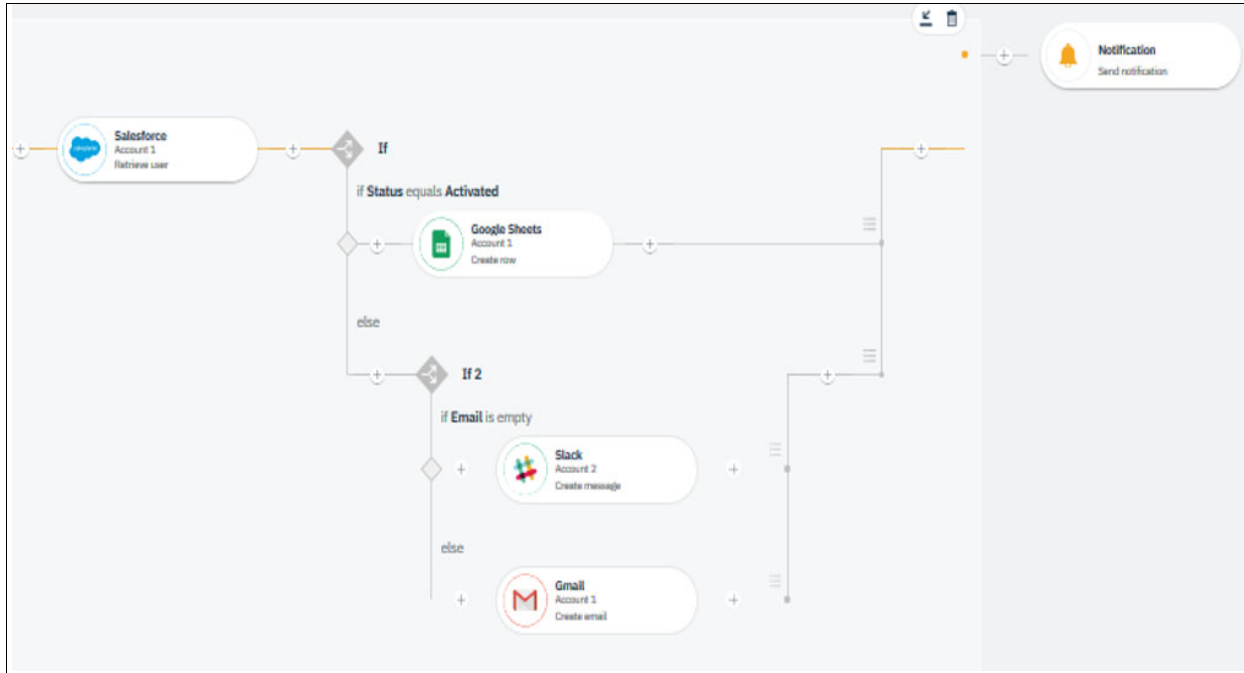 Notification
Send notification
Salesforce
Account 1
Retrieve user
If
if Status equals Activated
Google Sheets
Account 1
Create row
else
If 2
if Email is empty
Slack
Account 2
Create message
else
Gmail
Account 1
Create email